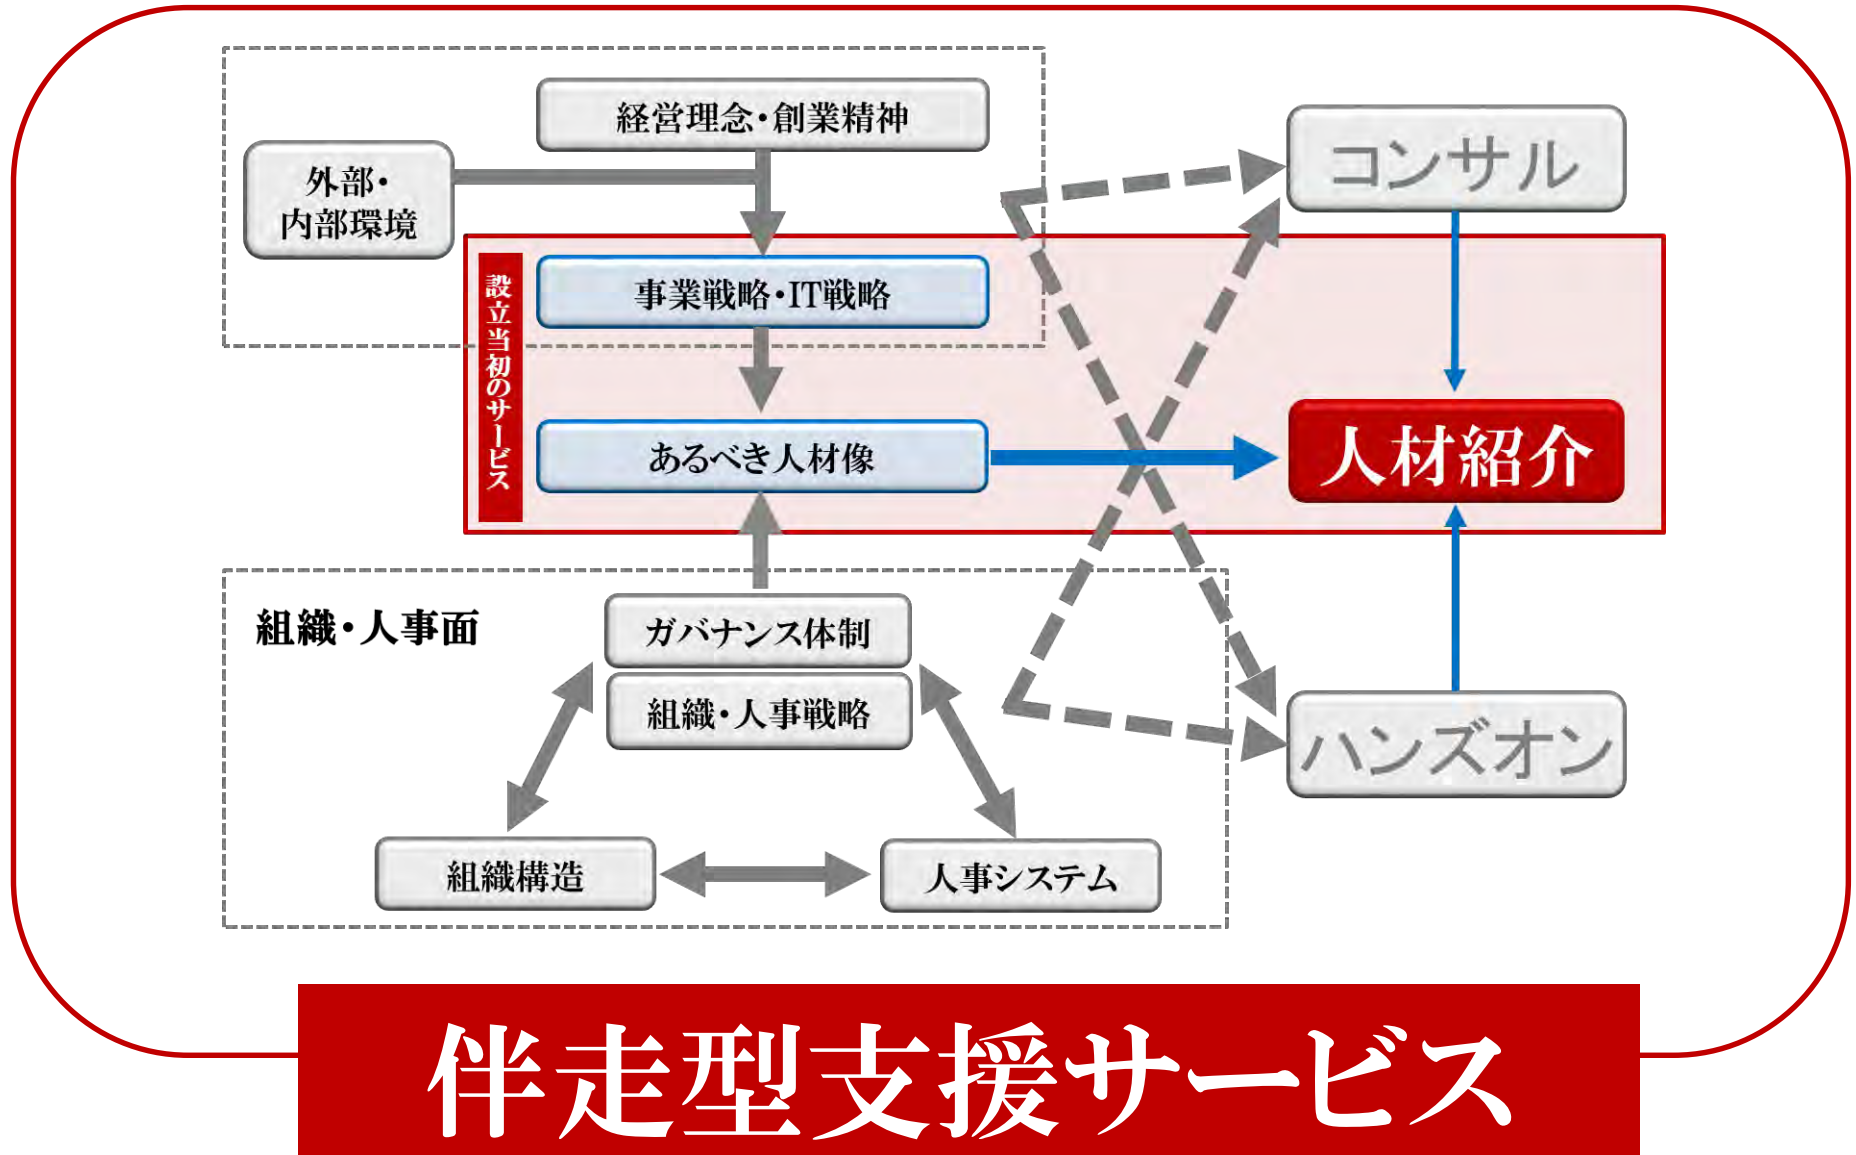 経営理念・創業精神
外部・
内部環境
コンサル
設立当初のサービス
事業戦略・IT戦略
あるべき人材像
人材紹介
組織・人事面
ガバナンス体制
組織・人事戦略
ハンズオン
組織構造
人事システム
伴走型支援サービス